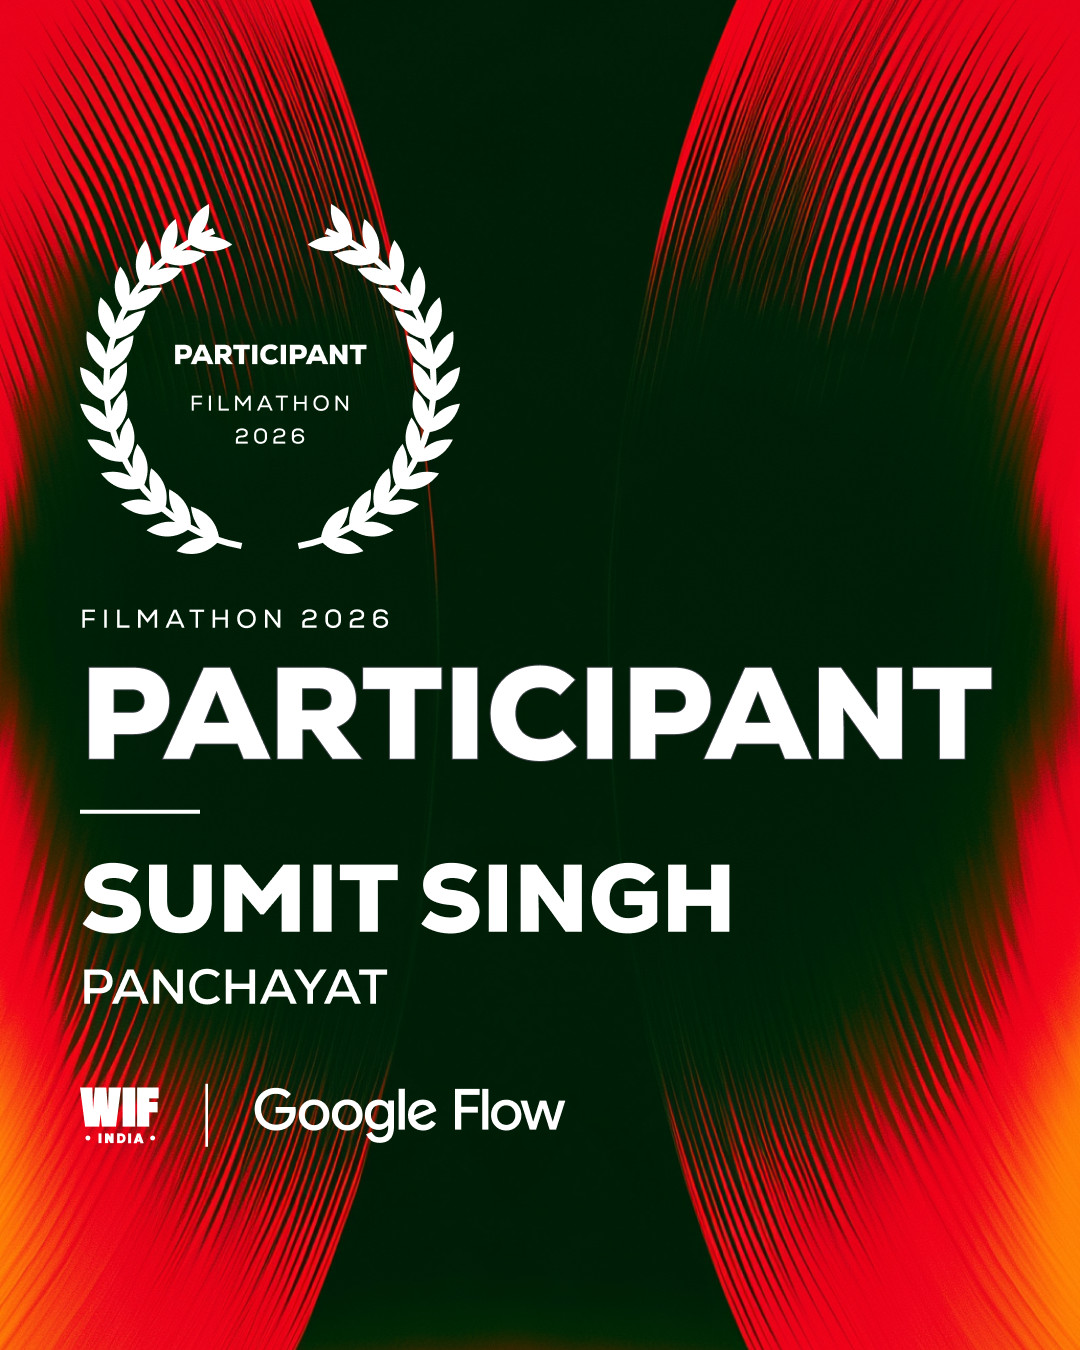 PARTICIPANT
FILMATHON
2026
FILMATHON 2026
PARTICIPANT
SUMIT SINGH
PANCHAYAT
WIF
• INDIA •
Google Flow